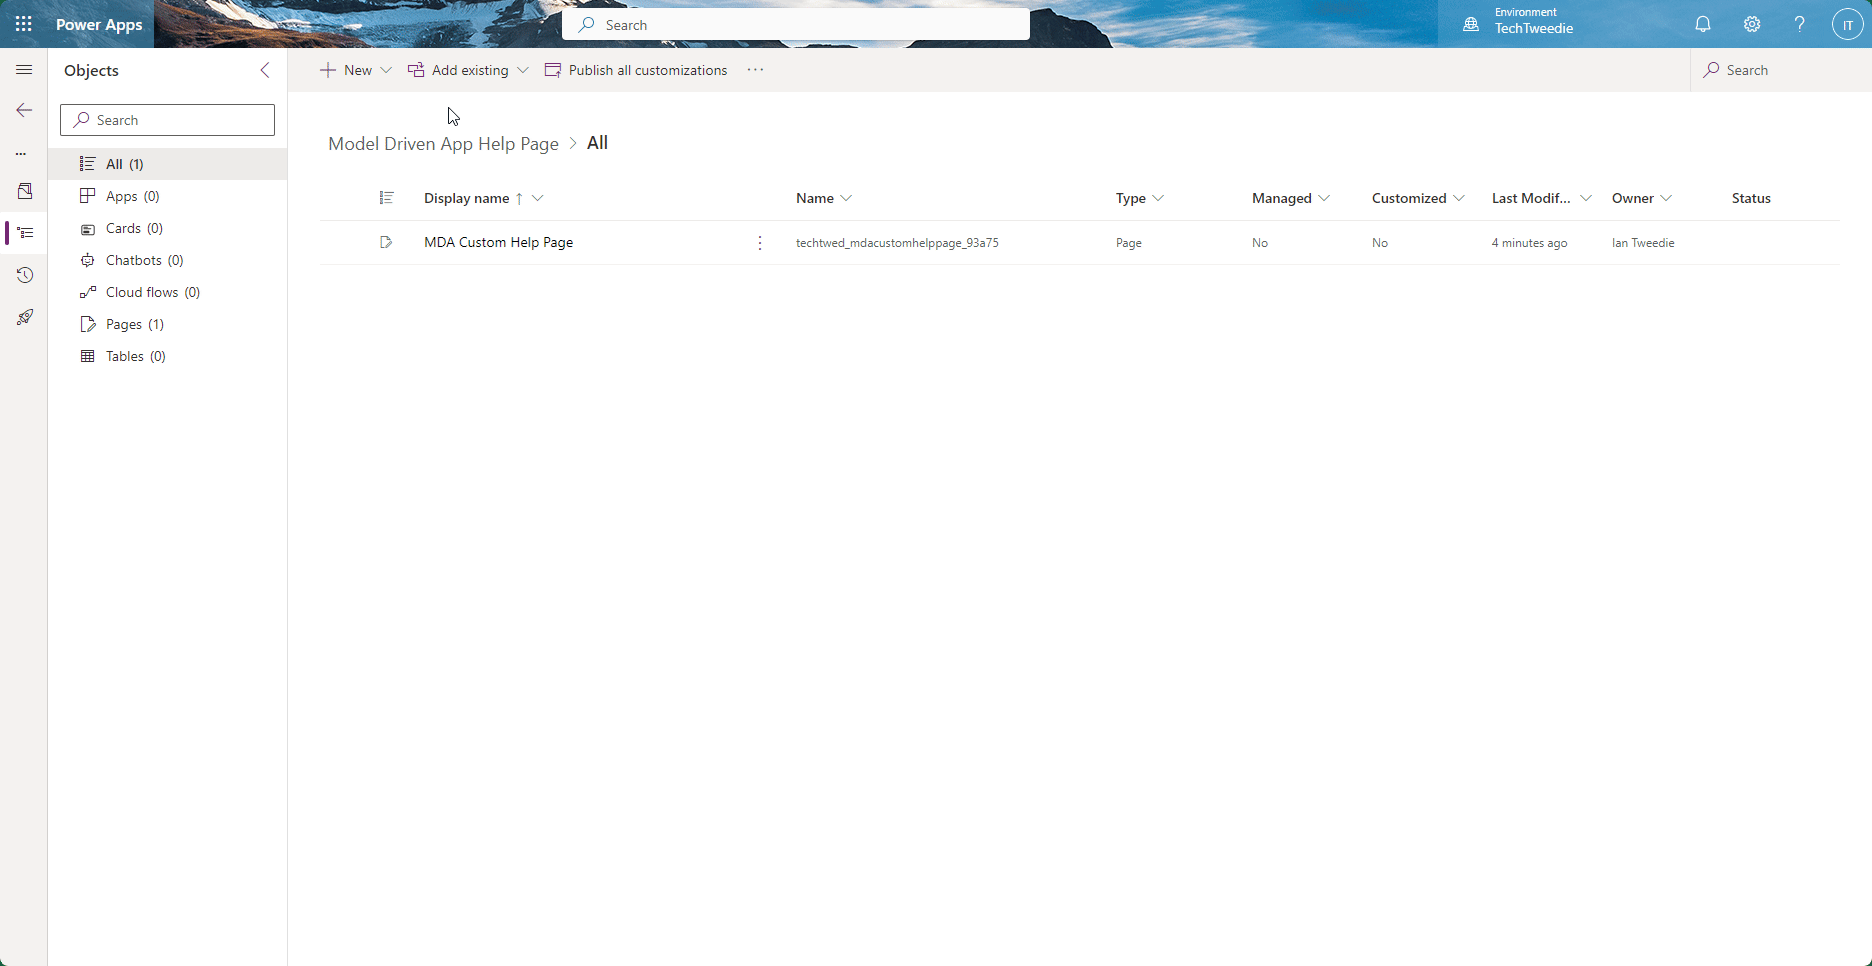 Power Apps
Search
Environment
TechTweedie
?
IT
Objects
Search
All (1)
Apps (0)
Cards (0)
Chatbots (0)
Cloud flows (0)
Pages (1)
Tables (0)
New
Add existing
Publish all customizations
...
Search
Model Driven App Help Page > All
Display name ↑ Name Type Managed Customized Last Modif... Owner Status
MDA Custom Help Page techtwed_mdacustomhelppage_93a75 Page No No 4 minutes ago Ian Tweedie